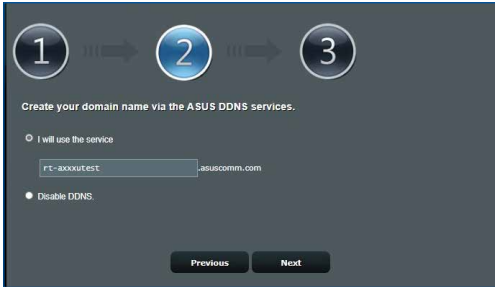 1 2 3
Create your domain name via the ASUS DDNS services.
I will use the service
rt-axxxutest .asuscomm.com
Disable DDNS.
Previous Next